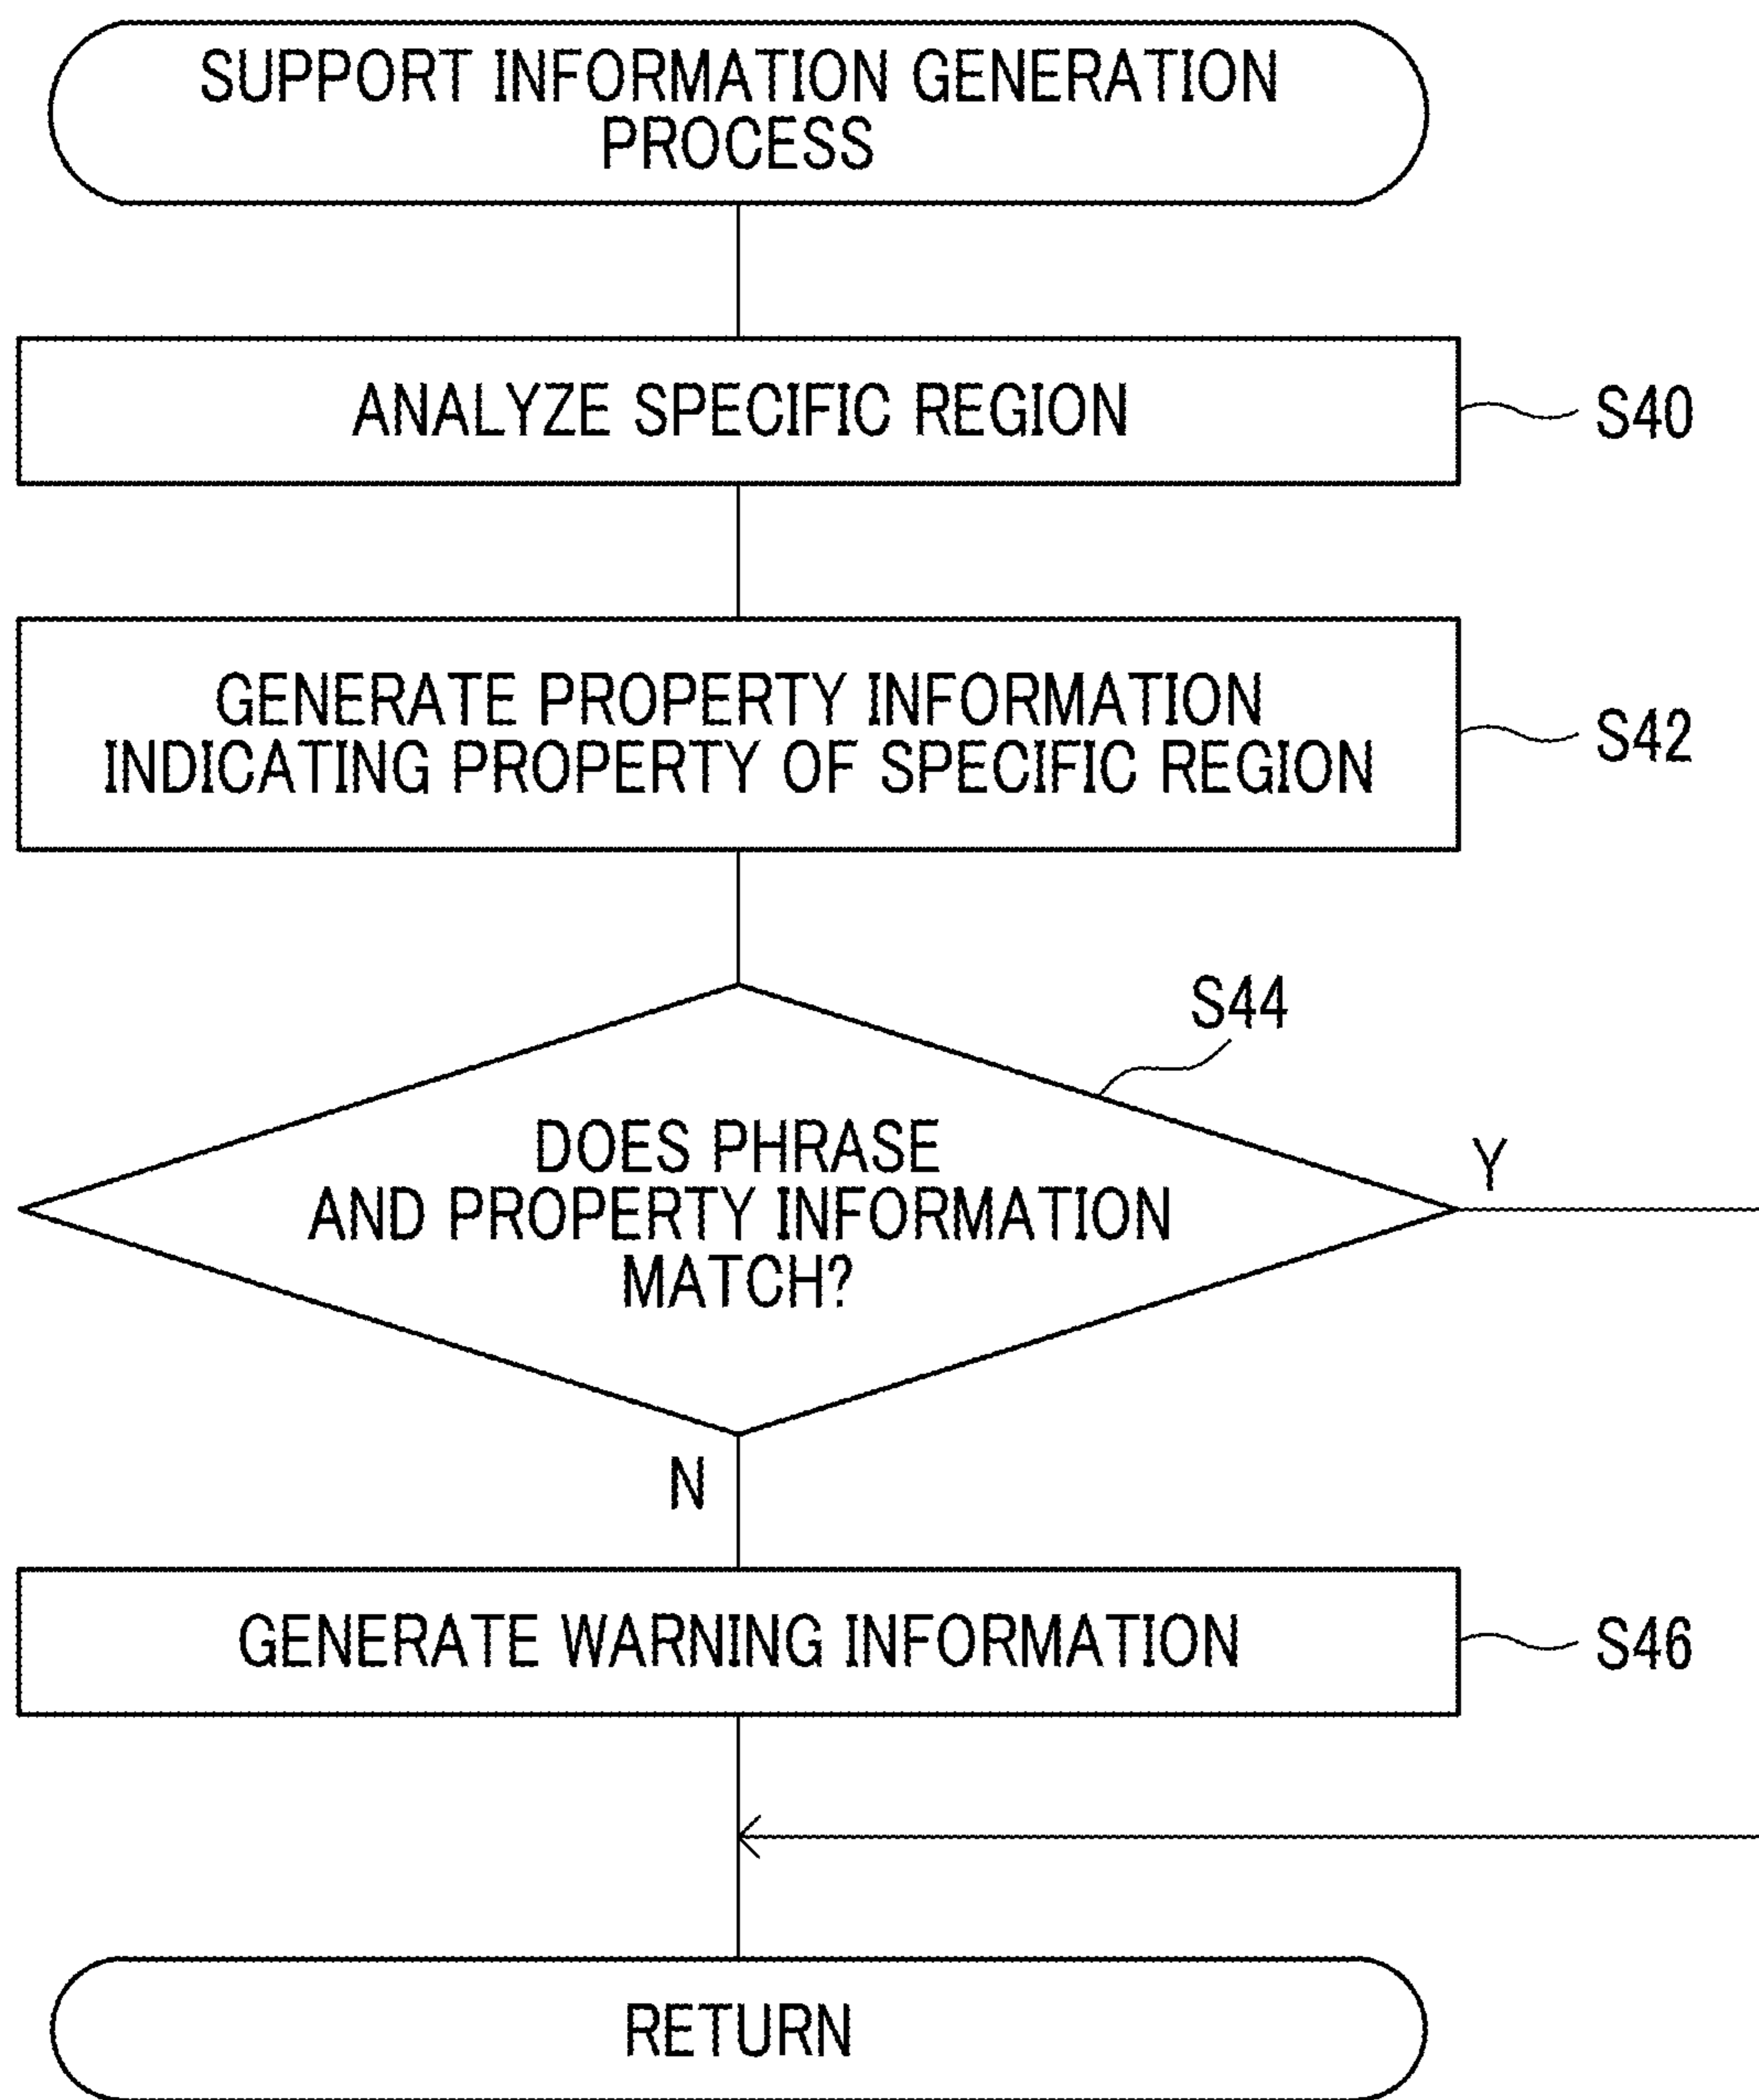 SUPPORT INFORMATION GENERATION
PROCESS
ANALYZE SPECIFIC REGION
S40
GENERATE PROPERTY INFORMATION
INDICATING PROPERTY OF SPECIFIC REGION
S42
S44
DOES PHRASE
AND PROPERTY INFORMATION
MATCH?
Y
N
GENERATE WARNING INFORMATION
S46
RETURN